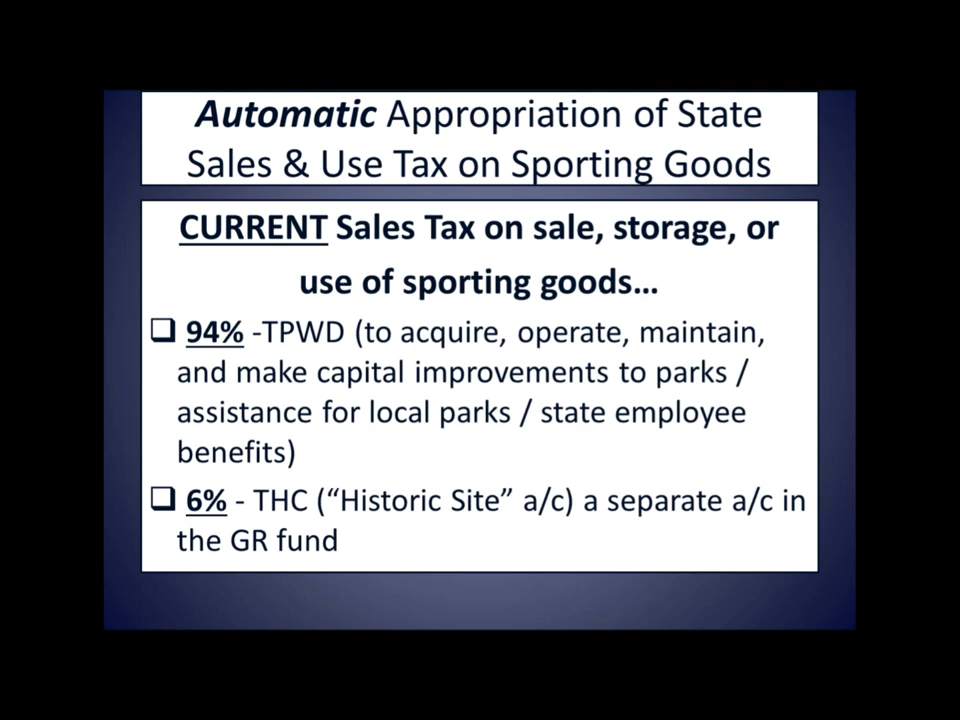 Automatic Appropriation of State
Sales & Use Tax on Sporting Goods
CURRENT Sales Tax on sale, storage, or
use of sporting goods…
❑ 94% -TPWD (to acquire, operate, maintain,
and make capital improvements to parks /
assistance for local parks / state employee
benefits)
❑ 6% - THC (“Historic Site” a/c) a separate a/c in
the GR fund